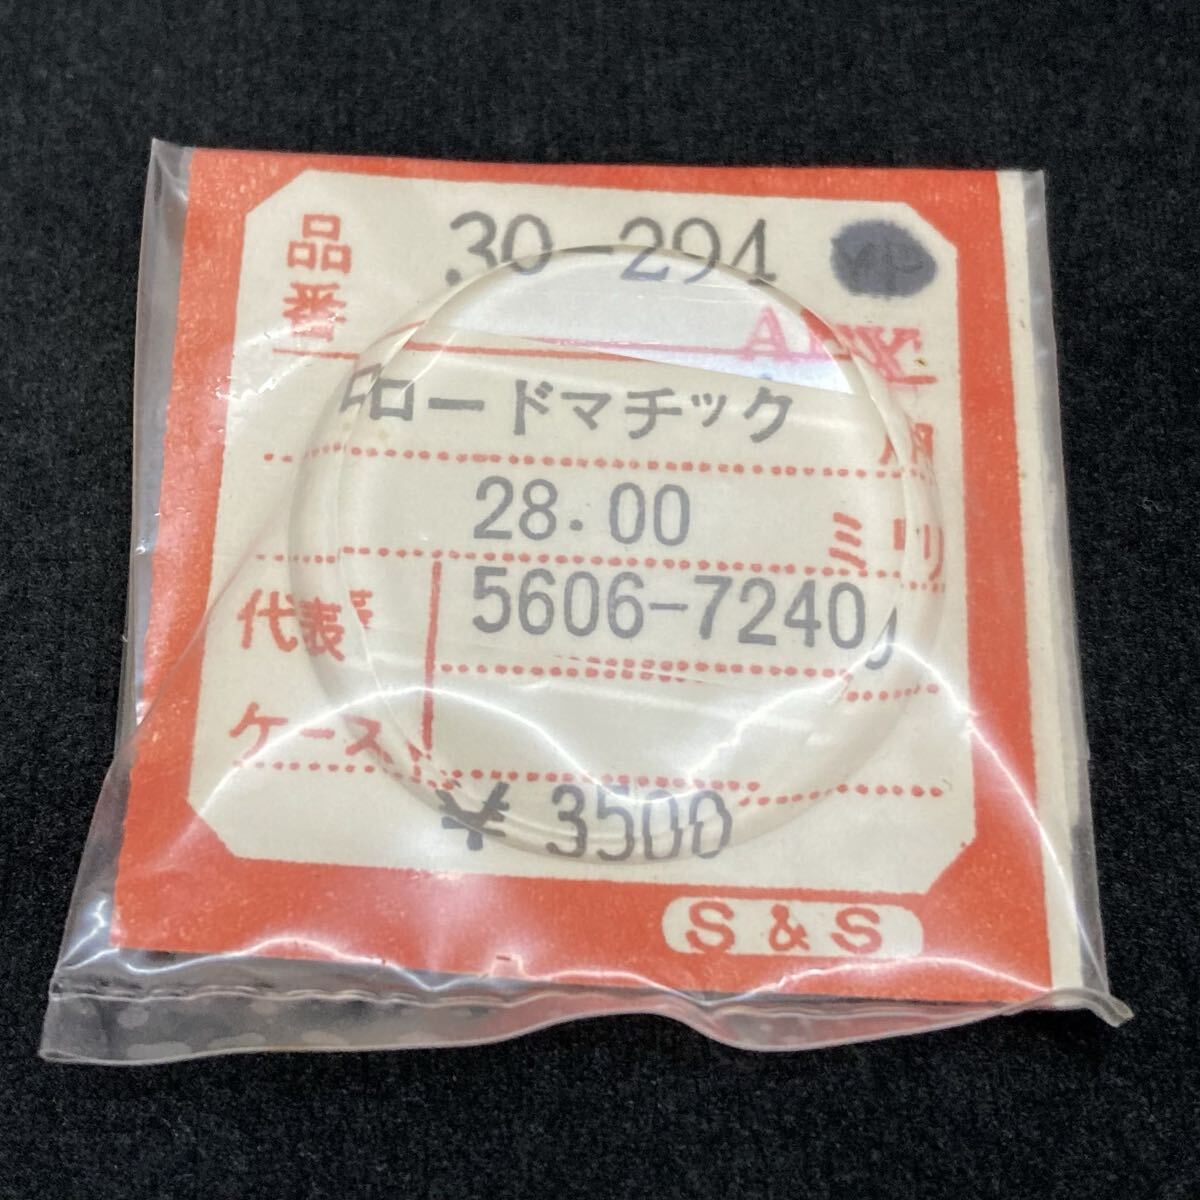 品番 .30-294
ロードマチック 用
28.00 ミリ
代表 5606-7240
ケース
¥3500
S&S